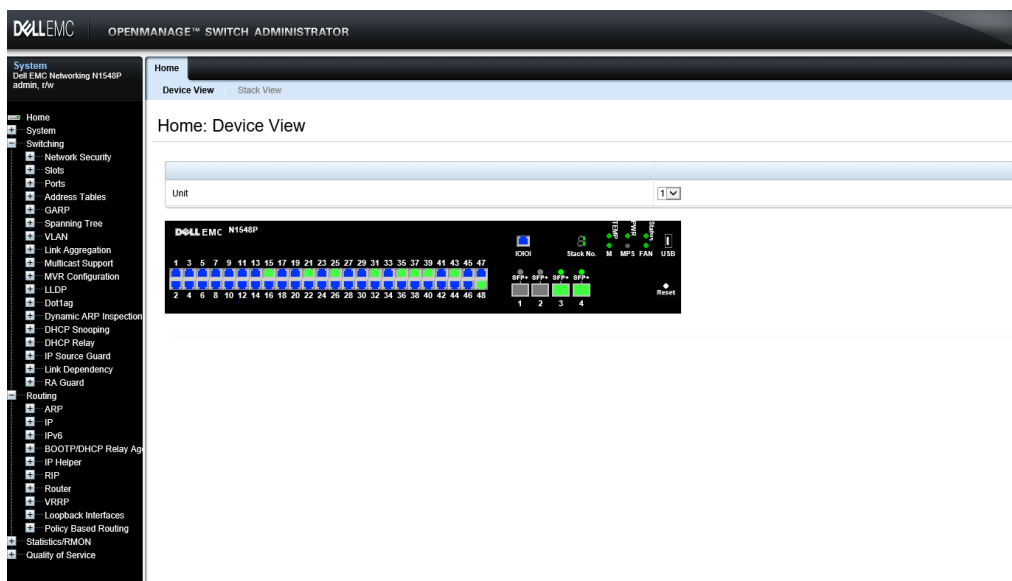 DELLEMC OPENMANAGE™ SWITCH ADMINISTRATOR
System
Dell EMC Networking N1548P
admin, r/w
Home
System
Switching
Network Security
Slots
Ports
Address Tables
GARP
Spanning Tree
VLAN
Link Aggregation
Multicast Support
MVR Configuration
LLDP
Dot1ag
Dynamic ARP Inspection
DHCP Snooping
DHCP Relay
IP Source Guard
Link Dependency
RA Guard
Routing
ARP
IP
IPv6
BOOTP/DHCP Relay Age
IP Helper
RIP
Router
VRRP
Loopback Interfaces
Policy Based Routing
Statistics/RMON
Quality of Service
Home
Device View Stack View
Home: Device View
Unit 1
DELL EMC N1548P
1 3 5 7 9 11 13 15 17 19 21 23 25 27 29 31 33 35 37 39 41 43 45 47
2 4 6 8 10 12 14 16 18 20 22 24 26 28 30 32 34 36 38 40 42 44 46 48
IOIOI
Stack No.
TEMP PWR Status
M MPS FAN USB
SFP+ SFP+ SFP+ SFP+
1 2 3 4
Reset